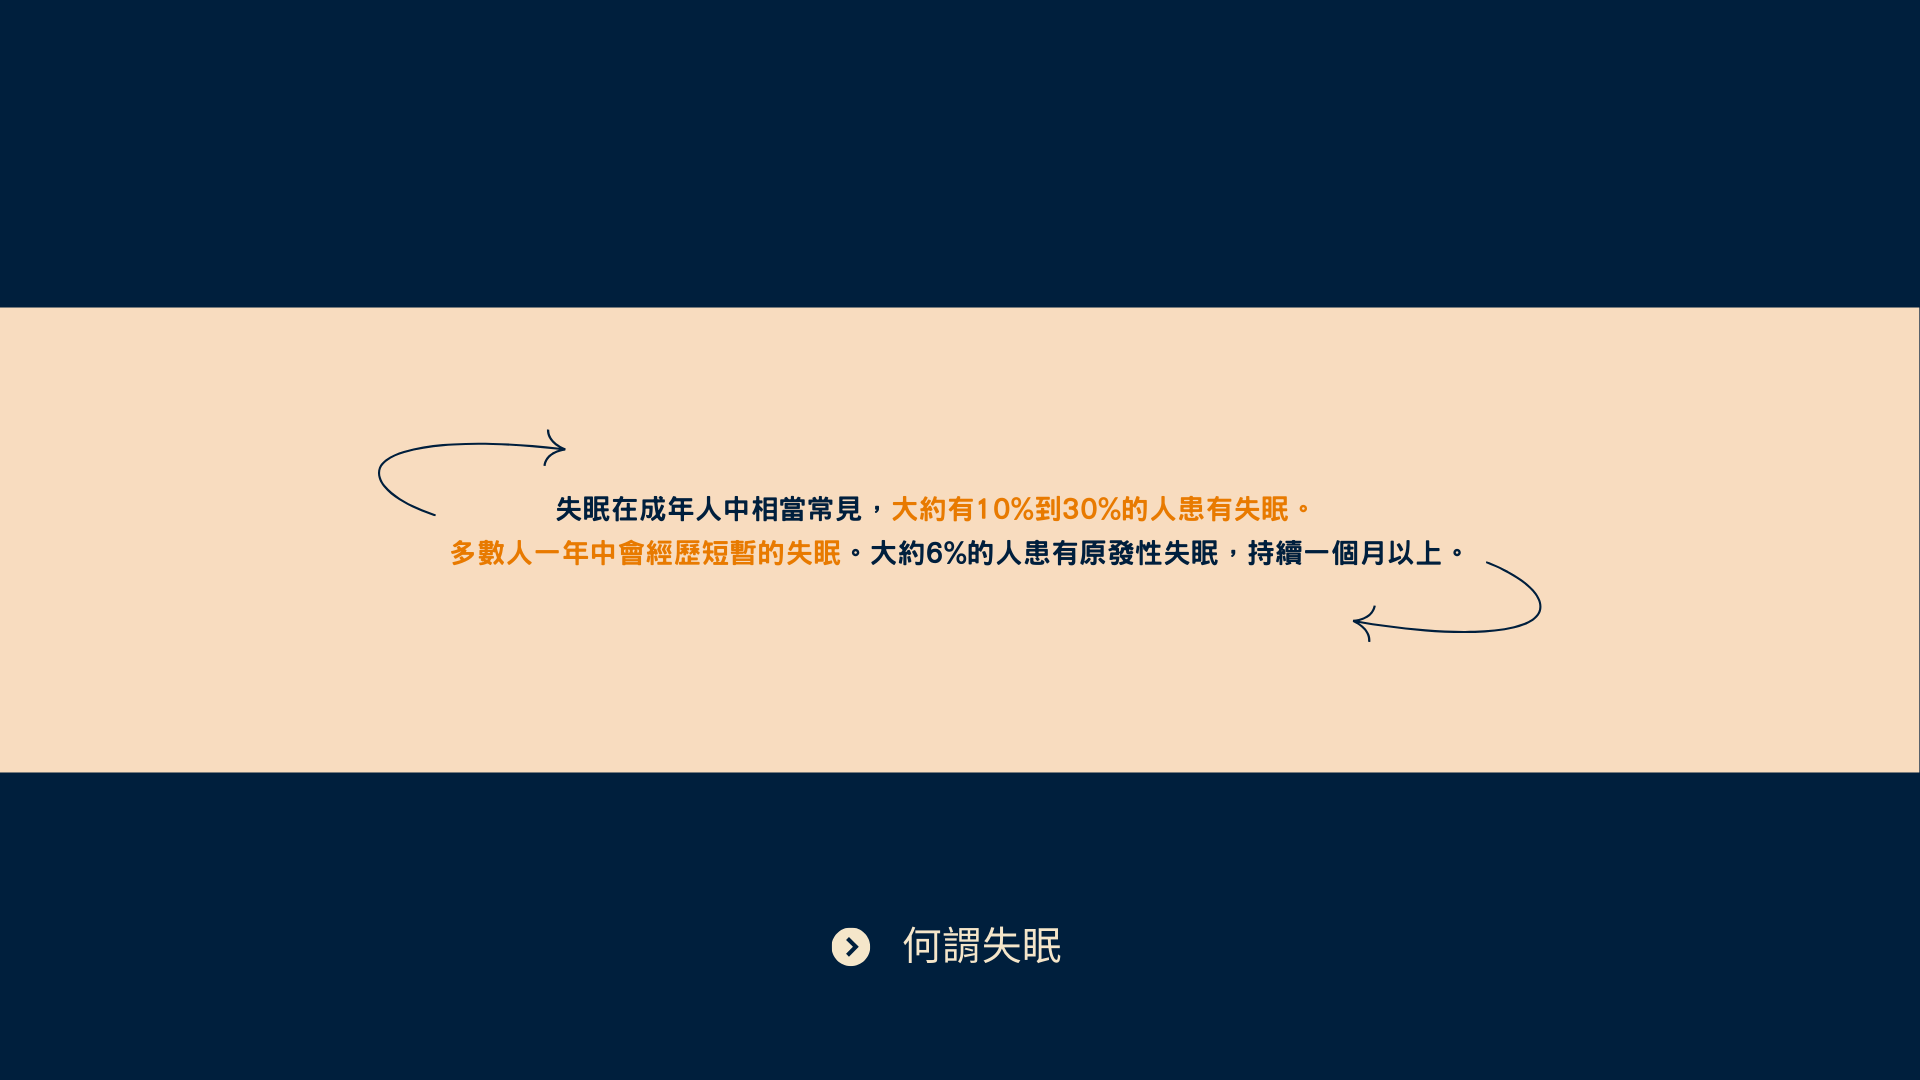 失眠在成年人中相當常見，大約有10%到30%的人患有失眠。
多數人一年中會經歷短暫的失眠。大約6%的人患有原發性失眠，持續一個月以上。
何謂失眠